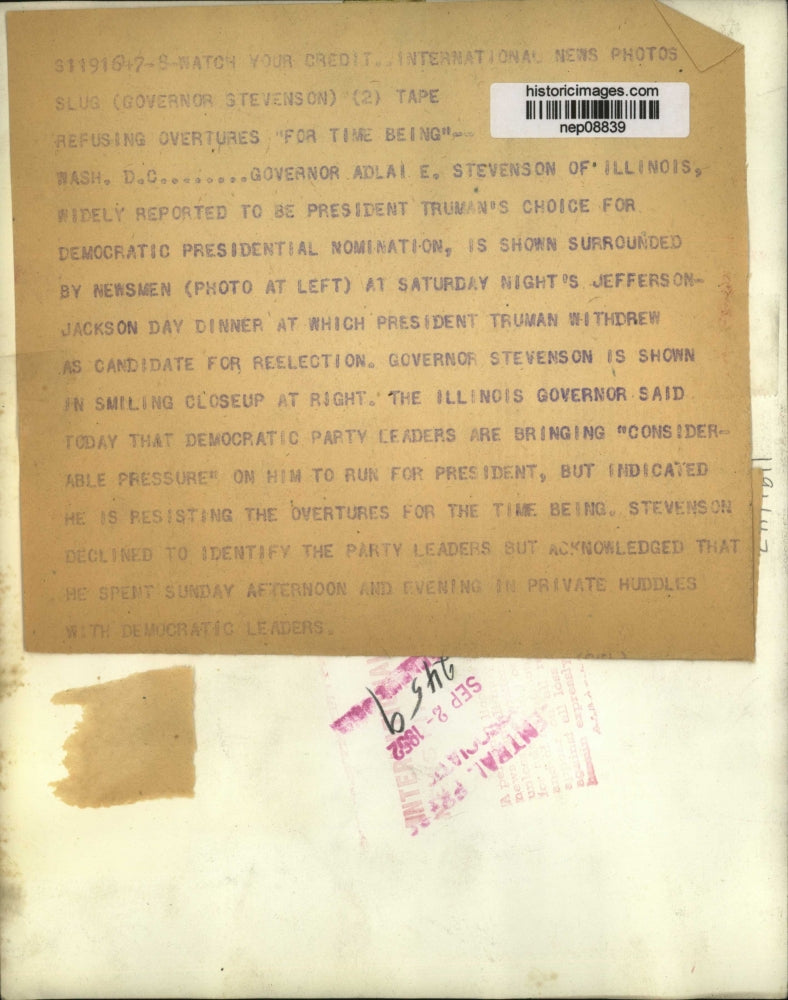 S1191647-S-WATCH YOUR CREDIT..INTERNATIONAL NEWS PHOTOS
SLUG (GOVERNOR STEVENSON) (2) TAPE
REFUSING OVERTURES "FOR TIME BEING"--
WASH. D.C........GOVERNOR ADLAI E. STEVENSON OF ILLINOIS,
WIDELY REPORTED TO BE PRESIDENT TRUMAN'S CHOICE FOR
DEMOCRATIC PRESIDENTIAL NOMINATION, IS SHOWN SURROUNDED
BY NEWSMEN (PHOTO AT LEFT) AT SATURDAY NIGHT'S JEFFERSON-
JACKSON DAY DINNER AT WHICH PRESIDENT TRUMAN WITHDREW
AS CANDIDATE FOR REELECTION. GOVERNOR STEVENSON IS SHOWN
IN SMILING CLOSEUP AT RIGHT. THE ILLINOIS GOVERNOR SAID
TODAY THAT DEMOCRATIC PARTY LEADERS ARE BRINGING "CONSIDER-
ABLE PRESSURE" ON HIM TO RUN FOR PRESIDENT, BUT INDICATED
HE IS RESISTING THE OVERTURES FOR THE TIME BEING. STEVENSON
DECLINED TO IDENTIFY THE PARTY LEADERS BUT ACKNOWLEDGED THAT
HE SPENT SUNDAY AFTERNOON AND EVENING IN PRIVATE HUDDLES
WITH DEMOCRATIC LEADERS.
historicimages.com
nep08839
SEP 2 - 1952